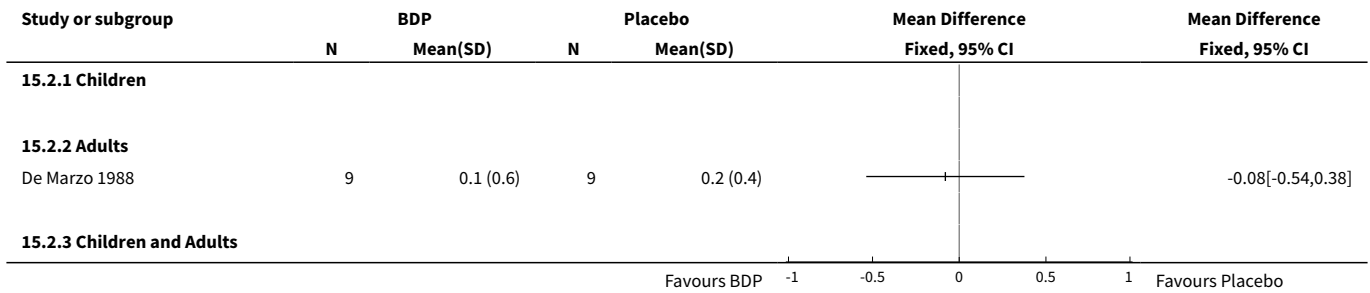 Study or subgroup BDP Placebo Mean Difference Mean Difference
N Mean(SD) N Mean(SD) Fixed, 95% CI Fixed, 95% CI
15.2.1 Children
15.2.2 Adults
De Marzo 1988 9 0.1 (0.6) 9 0.2 (0.4) -0.08[-0.54,0.38]
15.2.3 Children and Adults
Favours BDP -1 -0.5 0 0.5 1 Favours Placebo